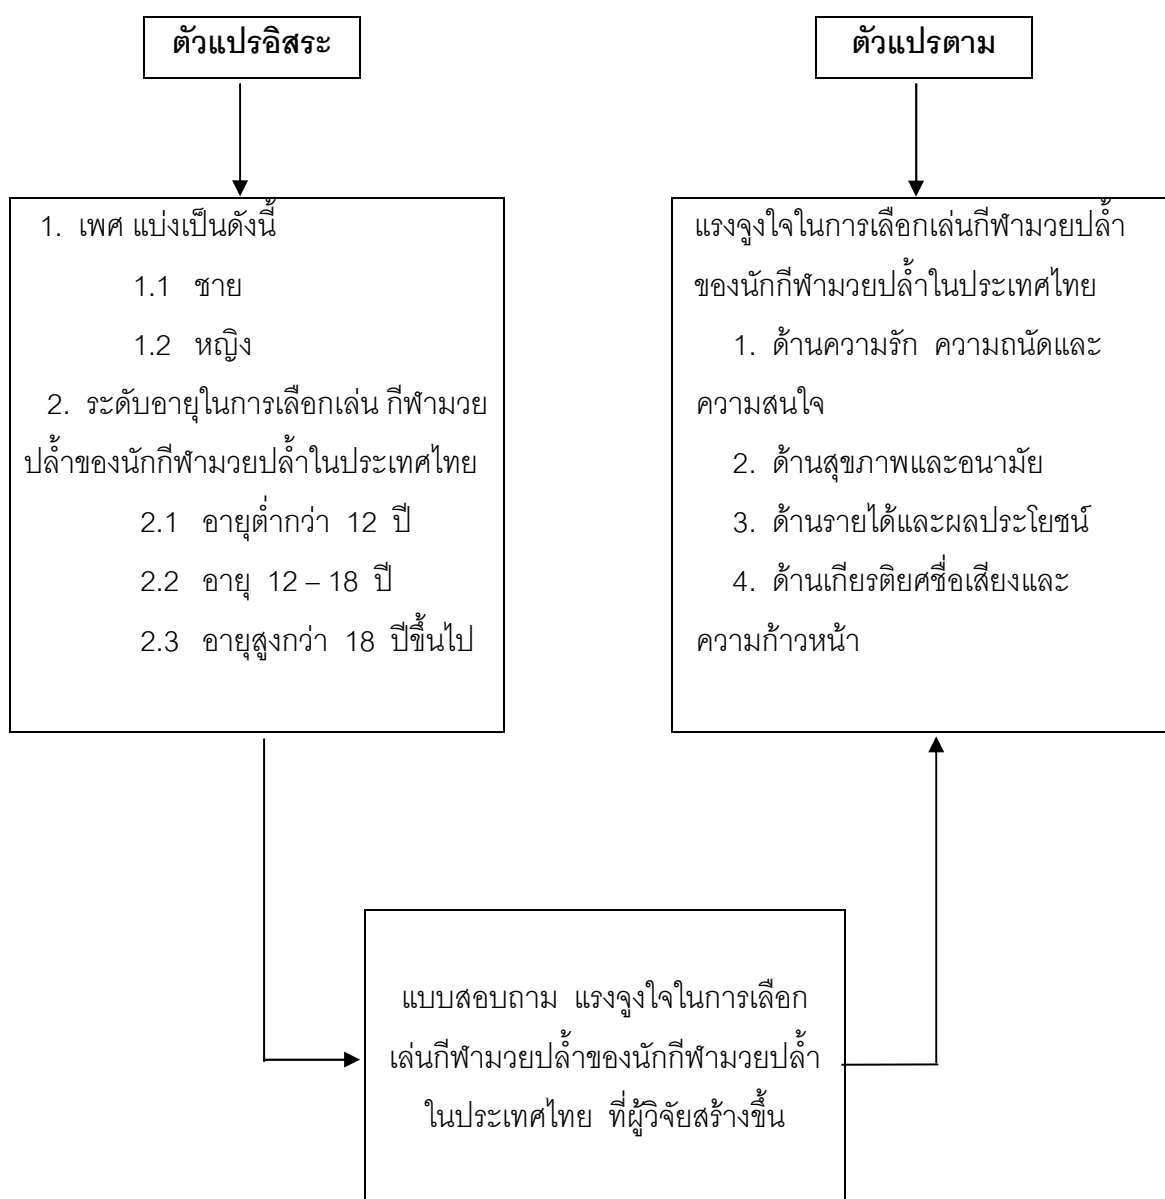 ตัวแปรอิสระ
ตัวแปรตาม
1. เพศ แบ่งเป็นดังนี้
1.1 ชาย
1.2 หญิง
2. ระดับอายุในการเลือกเล่น กีฬามวย
ปล้ำของนักกีฬามวยปล้ำในประเทศไทย
2.1 อายุต่ำกว่า 12 ปี
2.2 อายุ 12 – 18 ปี
2.3 อายุสูงกว่า 18 ปีขึ้นไป
แรงจูงใจในการเลือกเล่นกีฬามวยปล้ำ
ของนักกีฬามวยปล้ำในประเทศไทย
1. ด้านความรัก ความถนัดและ
ความสนใจ
2. ด้านสุขภาพและอนามัย
3. ด้านรายได้และผลประโยชน์
4. ด้านเกียรติยศชื่อเสียงและ
ความก้าวหน้า
แบบสอบถาม แรงจูงใจในการเลือก
เล่นกีฬามวยปล้ำของนักกีฬามวยปล้ำ
ในประเทศไทย ที่ผู้วิจัยสร้างขึ้น